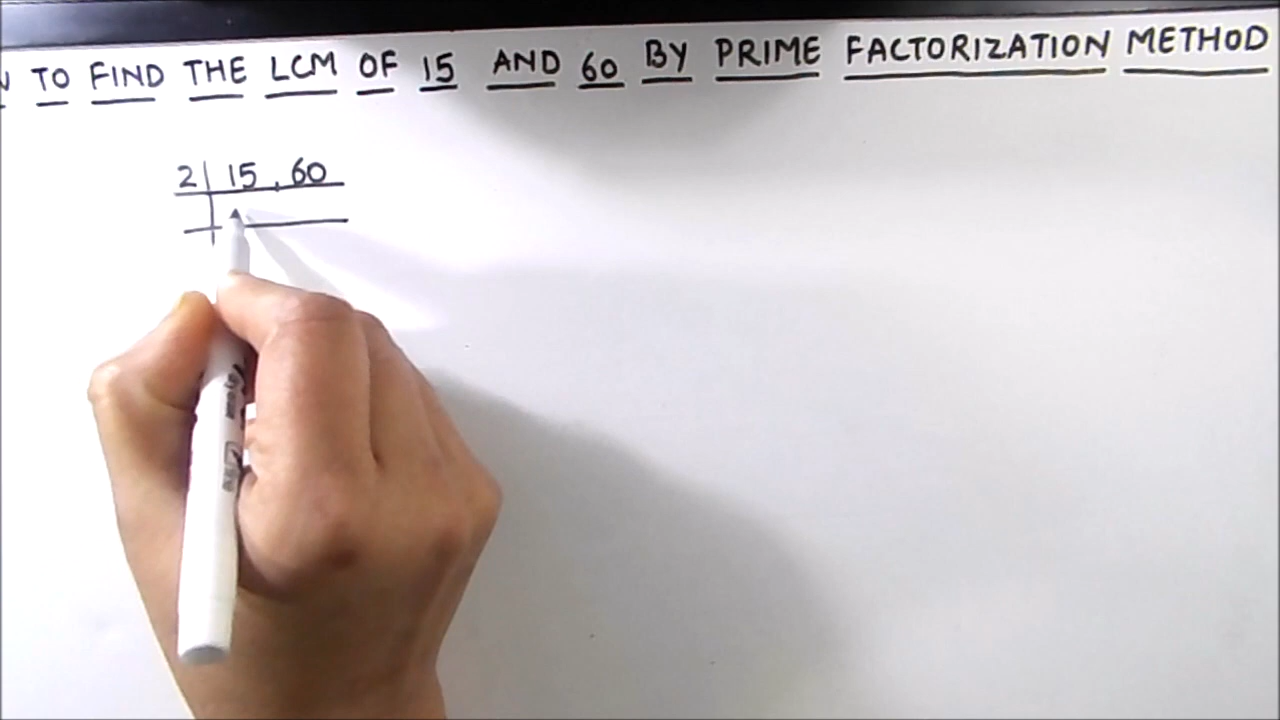 TO FIND THE LCM OF 15 AND 60 BY PRIME FACTORIZATION METHOD
2 15, 60